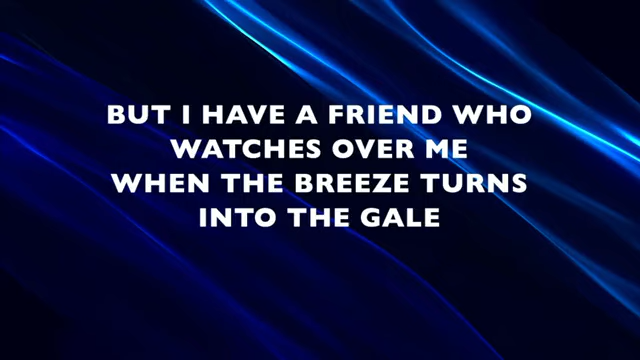 BUT I HAVE A FRIEND WHO
WATCHES OVER ME
WHEN THE BREEZE TURNS
INTO THE GALE